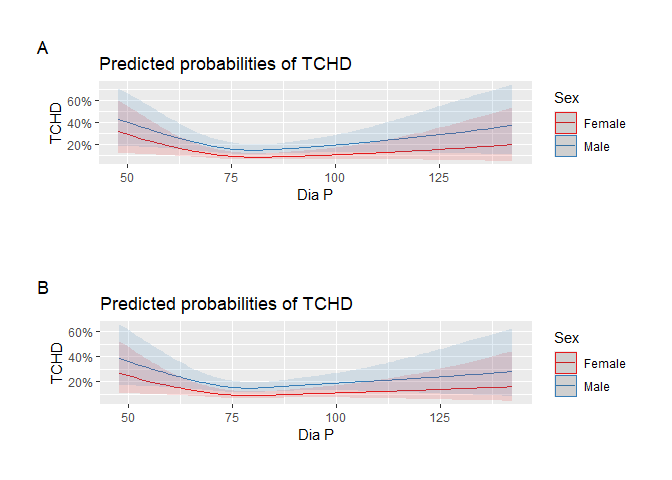 A
Predicted probabilities of TCHD
TCHD
60%
40%
20%
50
75
100
125
Dia P
Sex
Female
Male
B
Predicted probabilities of TCHD
TCHD
60%
40%
20%
50
75
100
125
Dia P
Sex
Female
Male